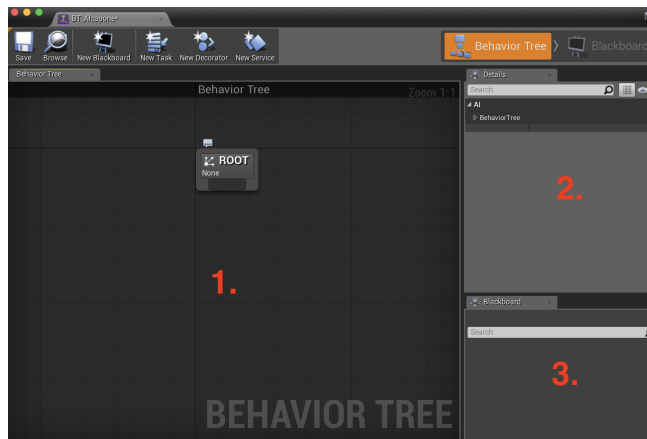 BT_Alcapone*
Save Browse New Blackboard New Task New Decorator New Service
Behavior Tree Blackboard
Behavior Tree
Behavior Tree
Zoom 1:1
ROOT
None
1.
BEHAVIOR TREE
Details
Search
AI
BehaviorTree
2.
Blackboard
Search
3.